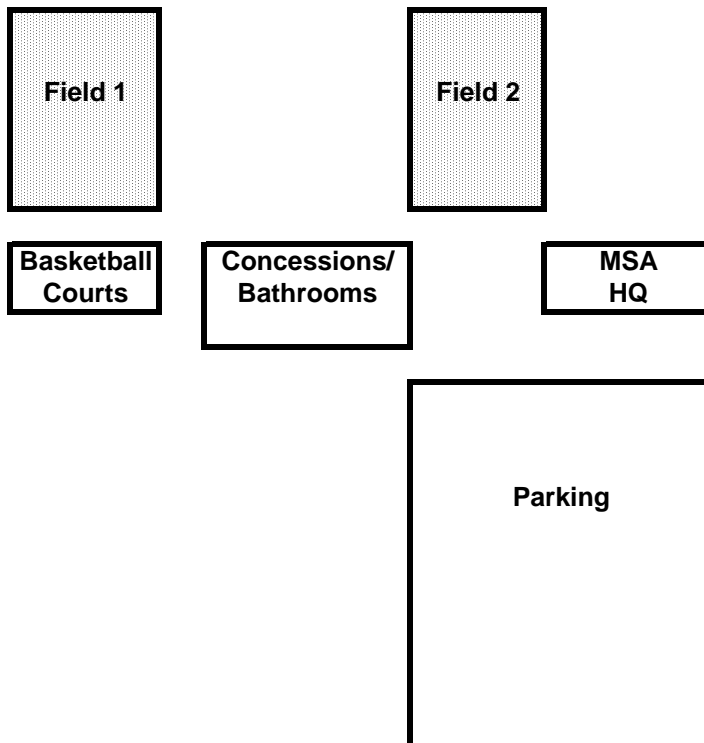 Field 1
Field 2
Basketball
Courts
Concessions/
Bathrooms
MSA
HQ
Parking